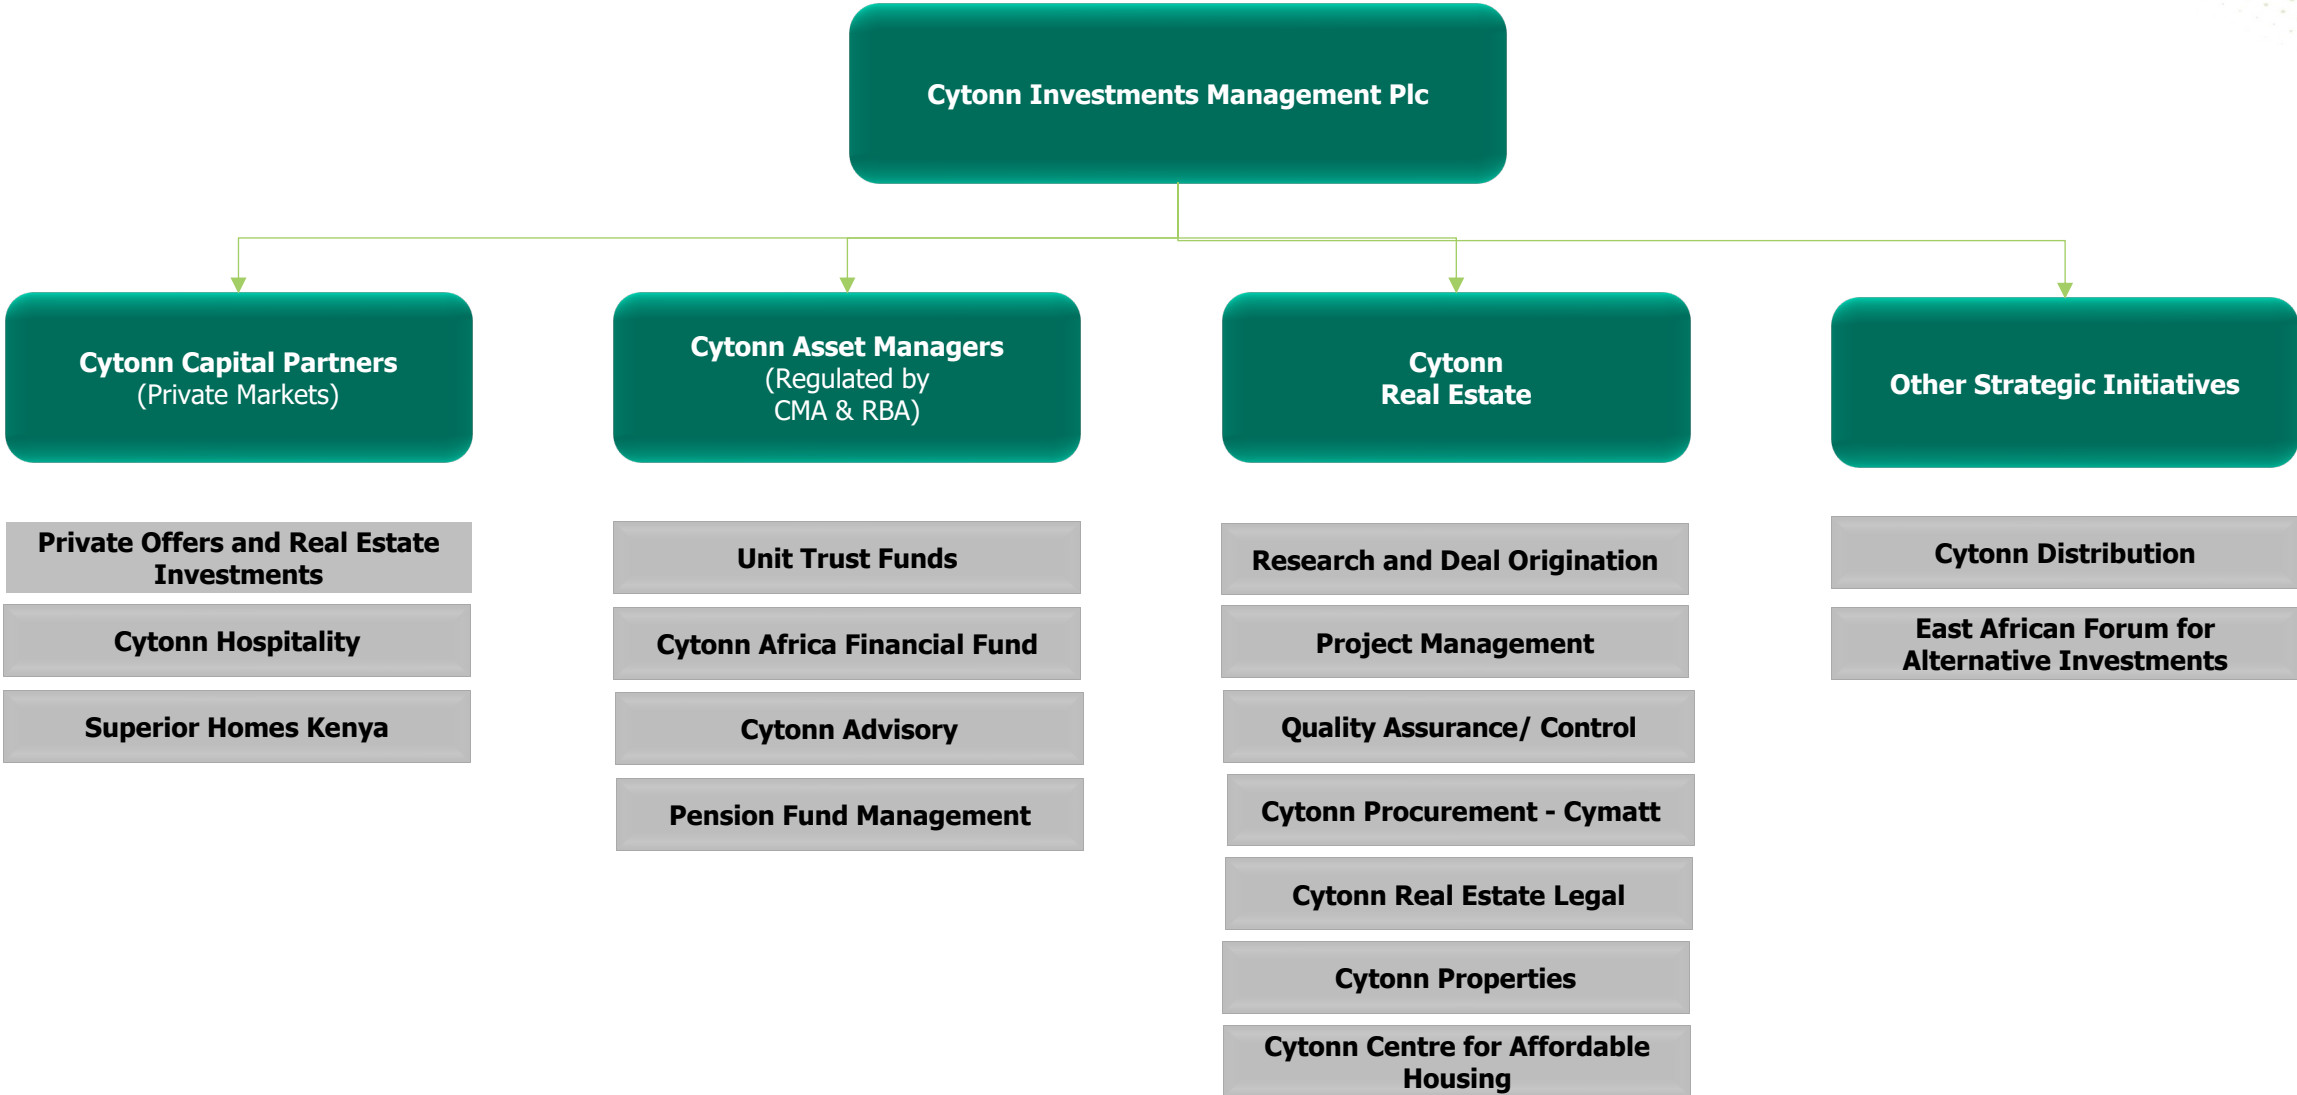 Cytonn Investments Management Plc
Cytonn Capital Partners
(Private Markets)
Cytonn Asset Managers
(Regulated by
CMA & RBA)
Cytonn
Real Estate
Other Strategic Initiatives
Private Offers and Real Estate
Investments
Cytonn Hospitality
Superior Homes Kenya
Unit Trust Funds
Cytonn Africa Financial Fund
Cytonn Advisory
Pension Fund Management
Research and Deal Origination
Project Management
Quality Assurance/ Control
Cytonn Procurement - Cymatt
Cytonn Real Estate Legal
Cytonn Properties
Cytonn Centre for Affordable
Housing
Cytonn Distribution
East African Forum for
Alternative Investments